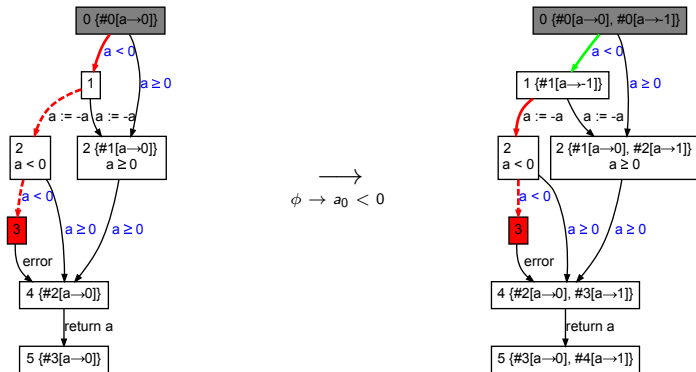 0 {#0[a→0]}
a < 0
a ≥ 0
1
a := -a a := -a
2
a < 0
2 {#1[a→0]}
a ≥ 0
a < 0
3
a ≥ 0
a ≥ 0
error
4 {#2[a→0]}
return a
5 {#3[a→0]}
⟶
ϕ → a₀ < 0
0 {#0[a→0], #0[a→-1]}
a < 0
a ≥ 0
1 {#1[a→-1]}
a := -a
a := -a
2
a < 0
2 {#1[a→0], #2[a→1]}
a ≥ 0
a < 0
3
a ≥ 0
a ≥ 0
error
4 {#2[a→0], #3[a→1]}
return a
5 {#3[a→0], #4[a→1]}